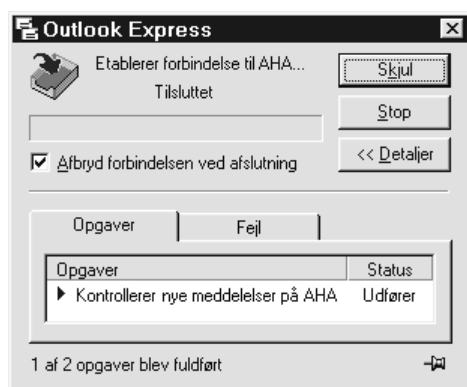 Outlook Express
Etablerer forbindelse til AHA...
Tilsluttet
Skjul
Stop
<< Detaljer
Afbryd forbindelsen ved afslutning
Opgaver
Fejl
Opgaver Status
Kontrollerer nye meddelelser på AHA Udfører
1 af 2 opgaver blev fuldført